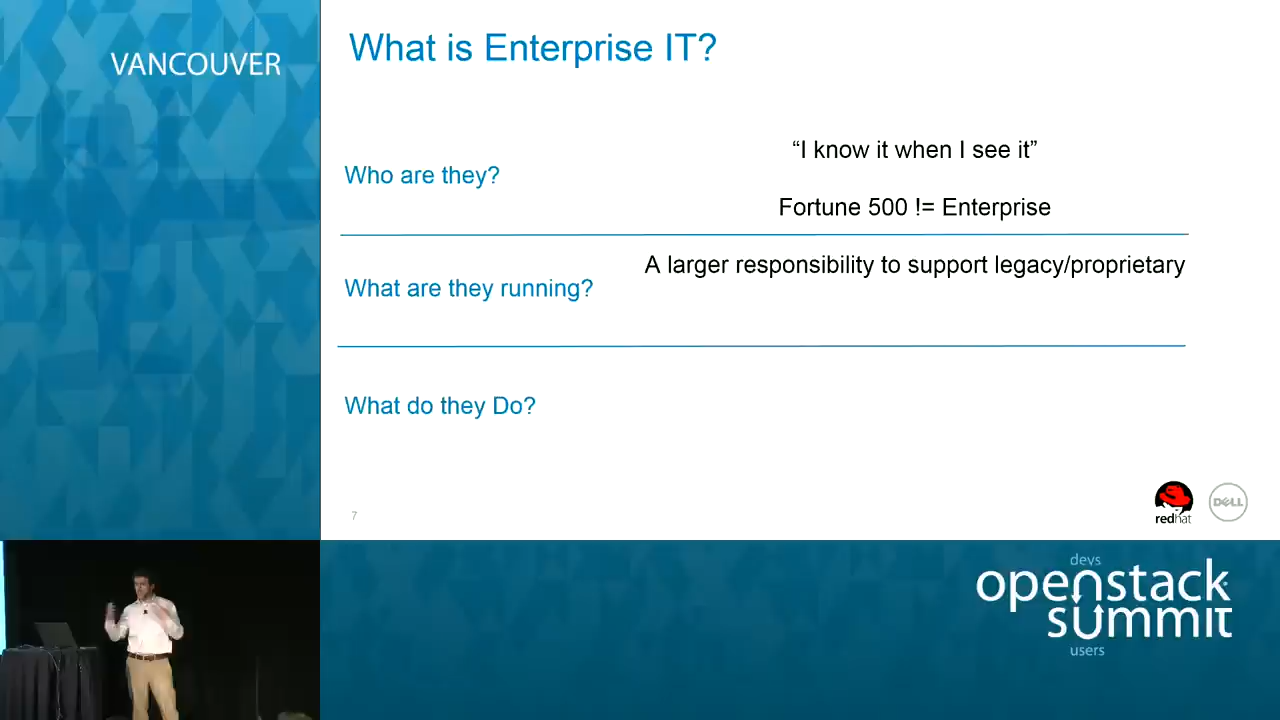 VANCOUVER
What is Enterprise IT?
Who are they?
“I know it when I see it”
Fortune 500 != Enterprise
What are they running?
A larger responsibility to support legacy/proprietary
What do they Do?
7
redhat
DELL
devs
openstack
summit
users